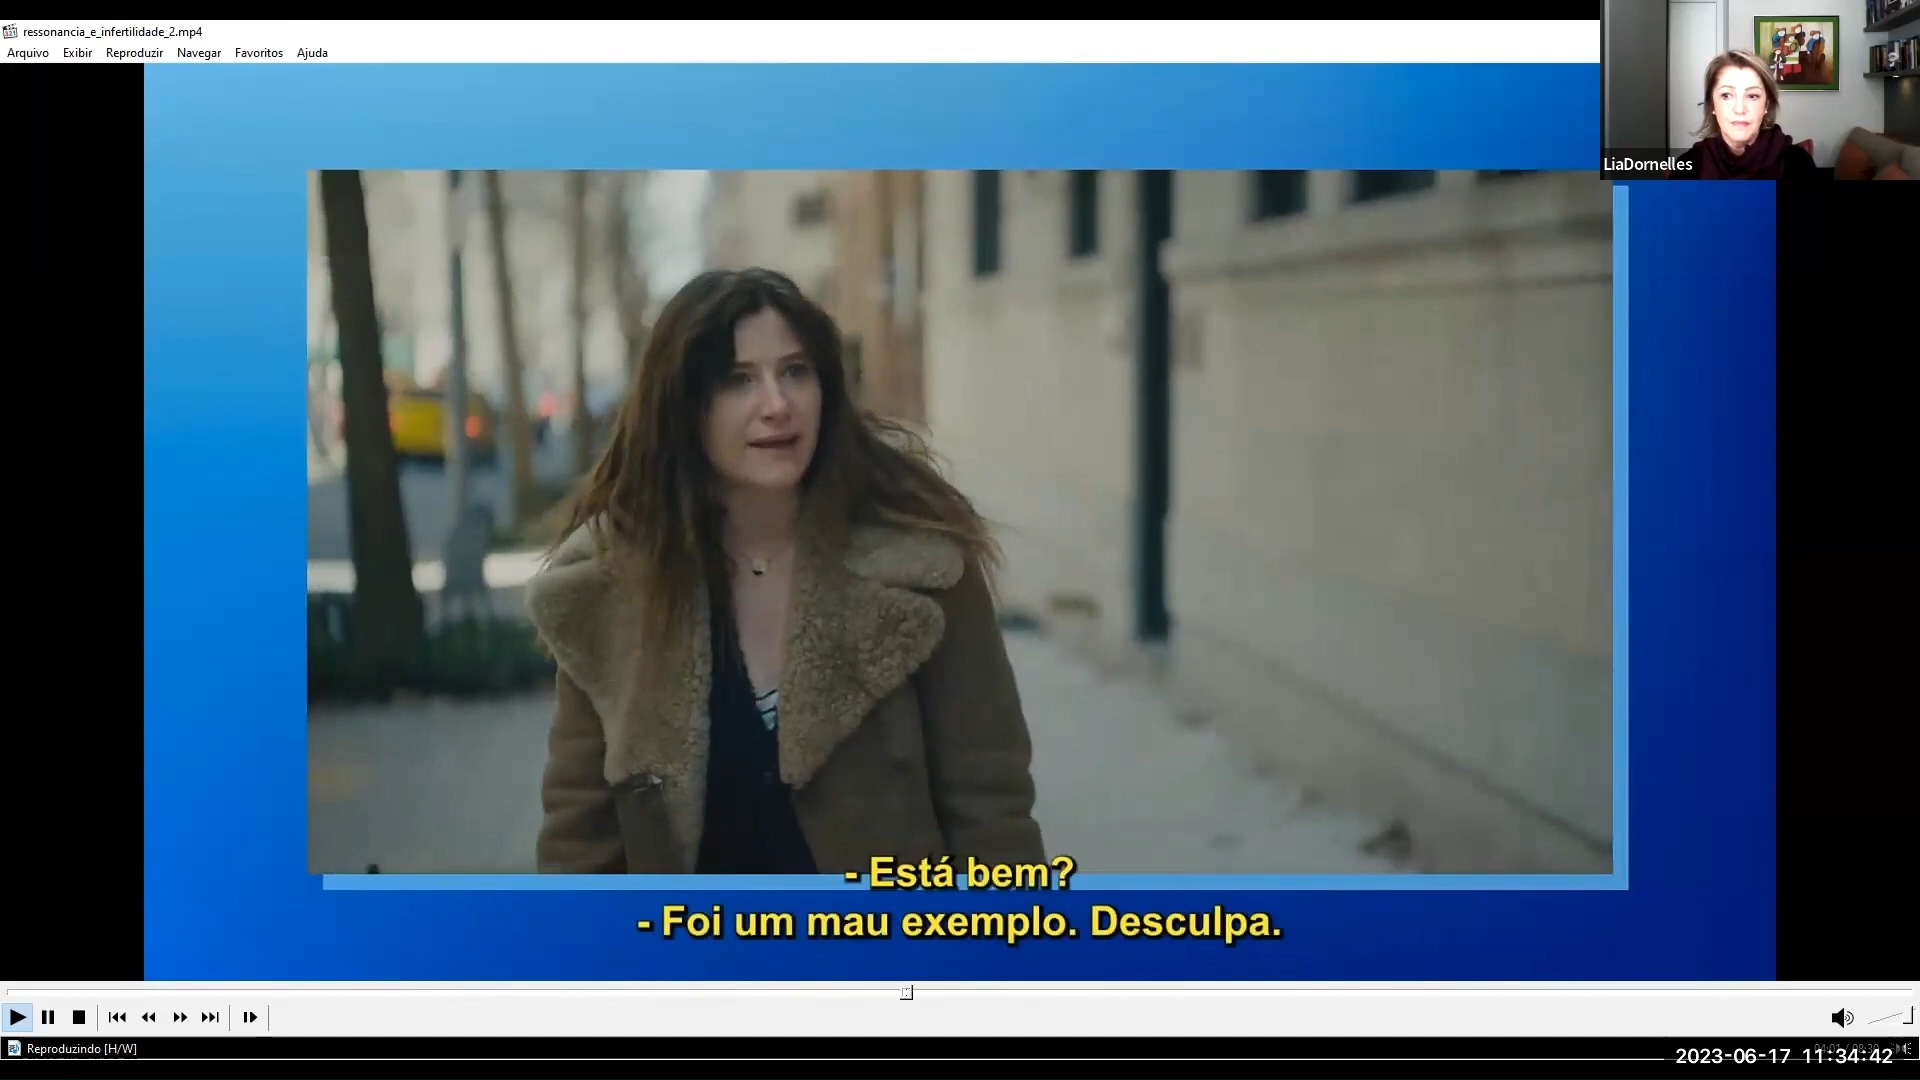 ressonancia_e_infertilidade_2.mp4
Arquivo Exibir Reproduzir Navegar Favoritos Ajuda
LiaDornelles
- Está bem?
- Foi um mau exemplo. Desculpa.
Reproduzindo [H/W]
2023-06-17 11:34:42